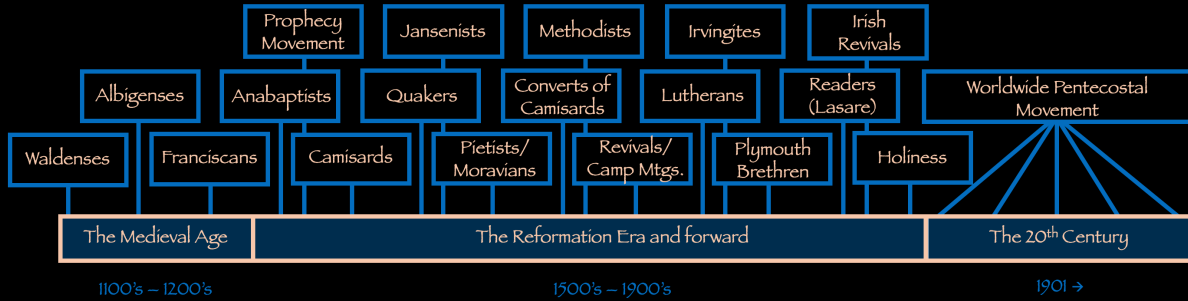 Prophecy
Movement
Jansenists
Methodists
Irvingites
Irish
Revivals
Albigenses
Anabaptists
Quakers
Converts of
Camisards
Lutherans
Readers
(Lasare)
Worldwide Pentecostal
Movement
Waldenses
Franciscans
Camisards
Pietists/
Moravians
Revivals/
Camp Mtgs.
Plymouth
Brethren
Holiness
The Medieval Age
The Reformation Era and forward
The 20th Century
1100's – 1200's
1500's – 1900's
1901 →